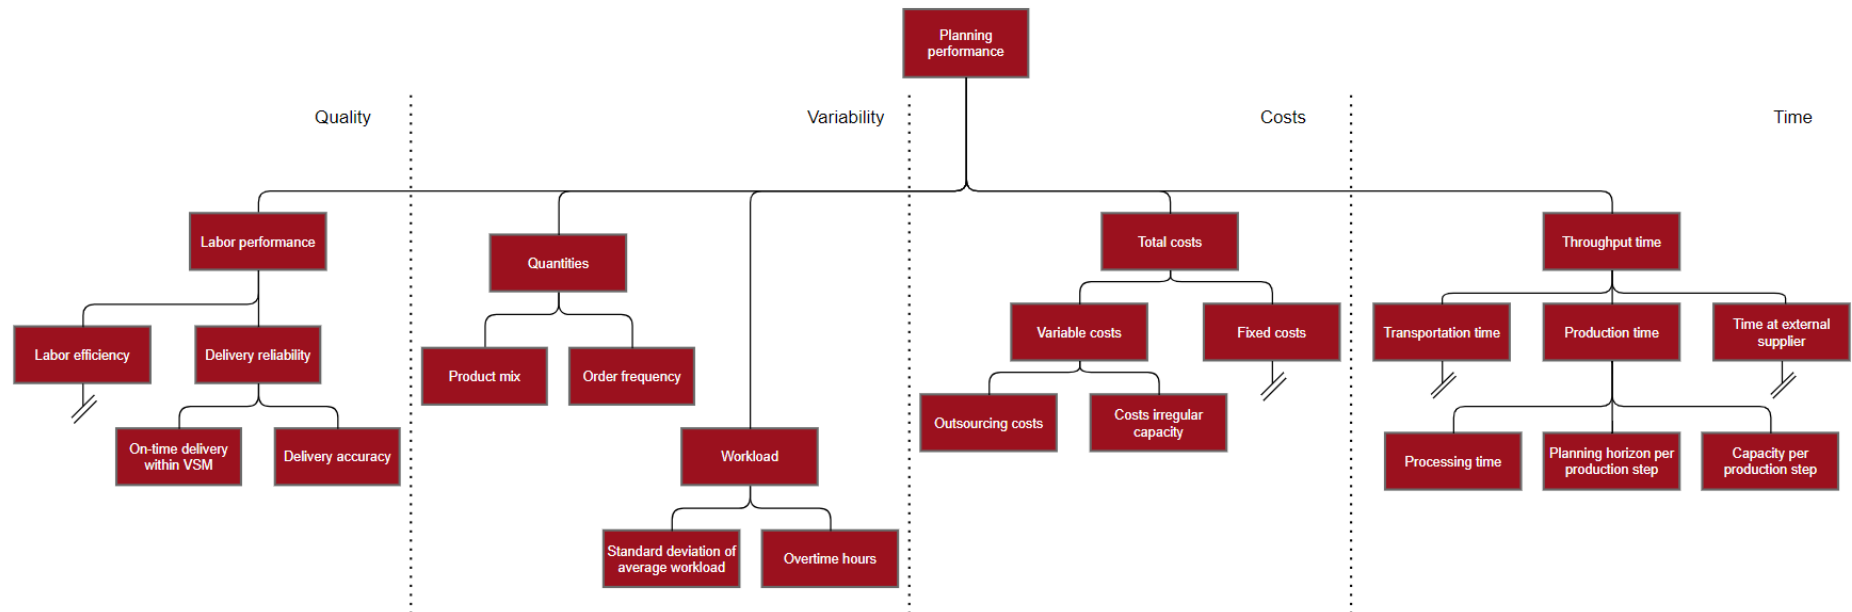 Planning
performance
Quality
Variability
Costs
Time
Labor performance
Quantities
Total costs
Throughput time
Labor efficiency
Delivery reliability
Product mix
Order frequency
Variable costs
Fixed costs
Transportation time
Production time
Time at external
supplier
On-time delivery
within VSM
Delivery accuracy
Workload
Outsourcing costs
Costs irregular
capacity
Processing time
Planning horizon per
production step
Capacity per
production step
Standard deviation of
average workload
Overtime hours